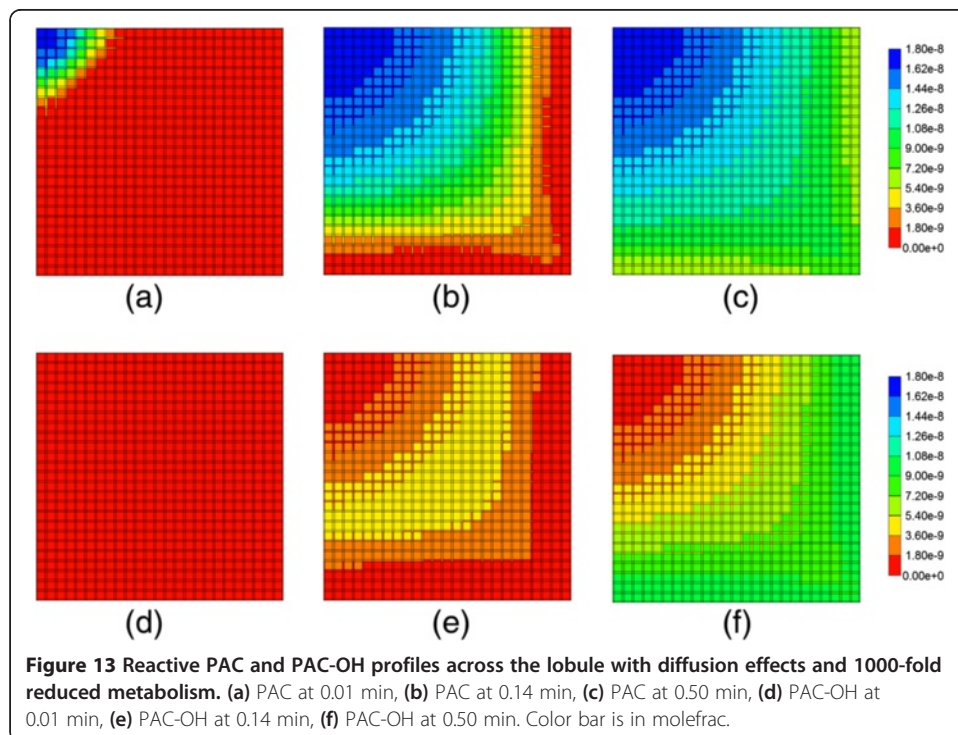 1.80e-8
1.62e-8
1.44e-8
1.26e-8
1.08e-8
9.00e-9
7.20e-9
5.40e-9
3.60e-9
1.80e-9
0.00e+0
(a)
(b)
(c)
1.80e-8
1.62e-8
1.44e-8
1.26e-8
1.08e-8
9.00e-9
7.20e-9
5.40e-9
3.60e-9
1.80e-9
0.00e+0
(d)
(e)
(f)
Figure 13 Reactive PAC and PAC-OH profiles across the lobule with diffusion effects and 1000-fold
reduced metabolism. (a) PAC at 0.01 min, (b) PAC at 0.14 min, (c) PAC at 0.50 min, (d) PAC-OH at
0.01 min, (e) PAC-OH at 0.14 min, (f) PAC-OH at 0.50 min. Color bar is in molefrac.